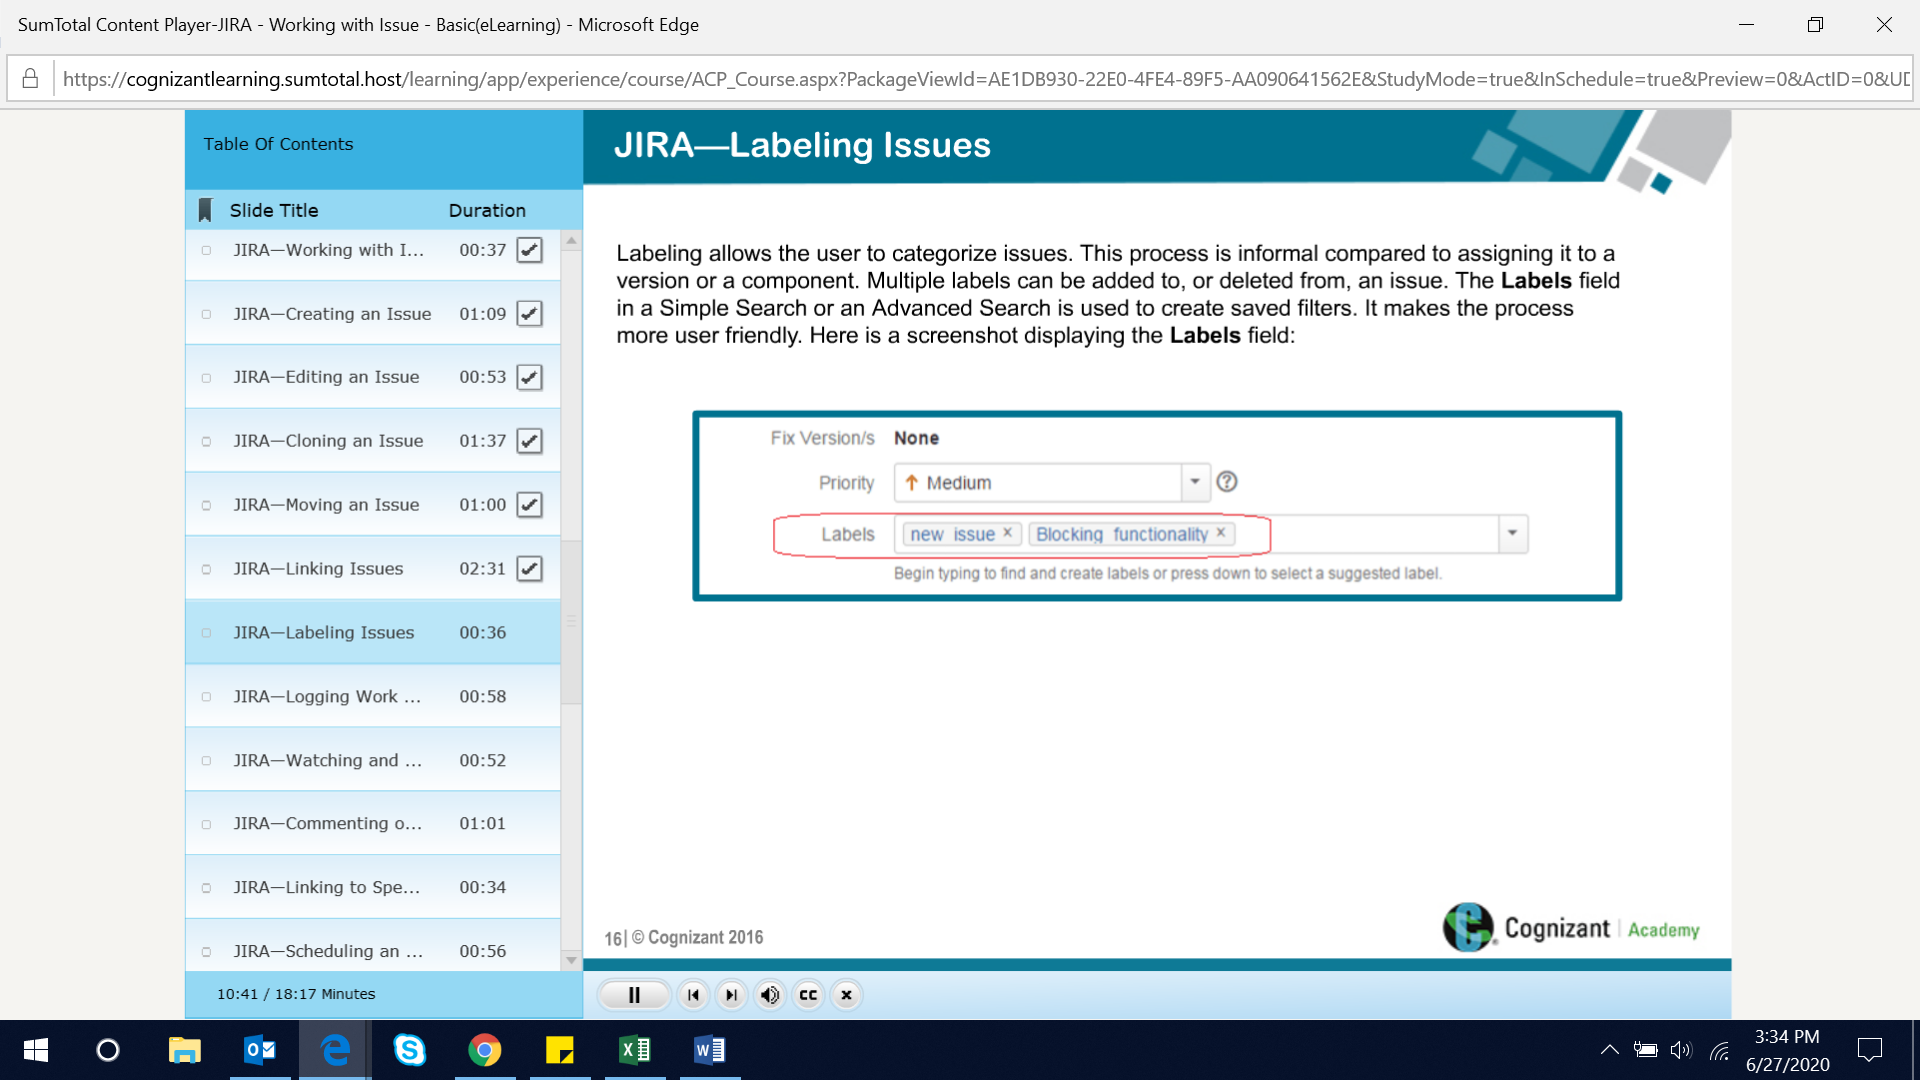 SumTotal Content Player-JIRA - Working with Issue - Basic(eLearning) - Microsoft Edge
https://cognizantlearning.sumtotal.host/learning/app/experience/course/ACP_Course.aspx?PackageViewId=AE1DB930-22E0-4FE4-89F5-AA090641562E&StudyMode=true&InSchedule=true&Preview=0&ActID=0&UD
Table Of Contents
Slide Title Duration
JIRA—Working with I... 00:37
JIRA—Creating an Issue 01:09
JIRA—Editing an Issue 00:53
JIRA—Cloning an Issue 01:37
JIRA—Moving an Issue 01:00
JIRA—Linking Issues 02:31
JIRA—Labeling Issues 00:36
JIRA—Logging Work ... 00:58
JIRA—Watching and ... 00:52
JIRA—Commenting o... 01:01
JIRA—Linking to Spe... 00:34
JIRA—Scheduling an ... 00:56
10:41 / 18:17 Minutes
JIRA—Labeling Issues
Labeling allows the user to categorize issues. This process is informal compared to assigning it to a
version or a component. Multiple labels can be added to, or deleted from, an issue. The Labels field
in a Simple Search or an Advanced Search is used to create saved filters. It makes the process
more user friendly. Here is a screenshot displaying the Labels field:
Fix Version/s None
Priority Medium
Labels new_issue Blocking_functionality
Begin typing to find and create labels or press down to select a suggested label.
16| © Cognizant 2016
Cognizant | Academy
CC
3:34 PM
6/27/2020